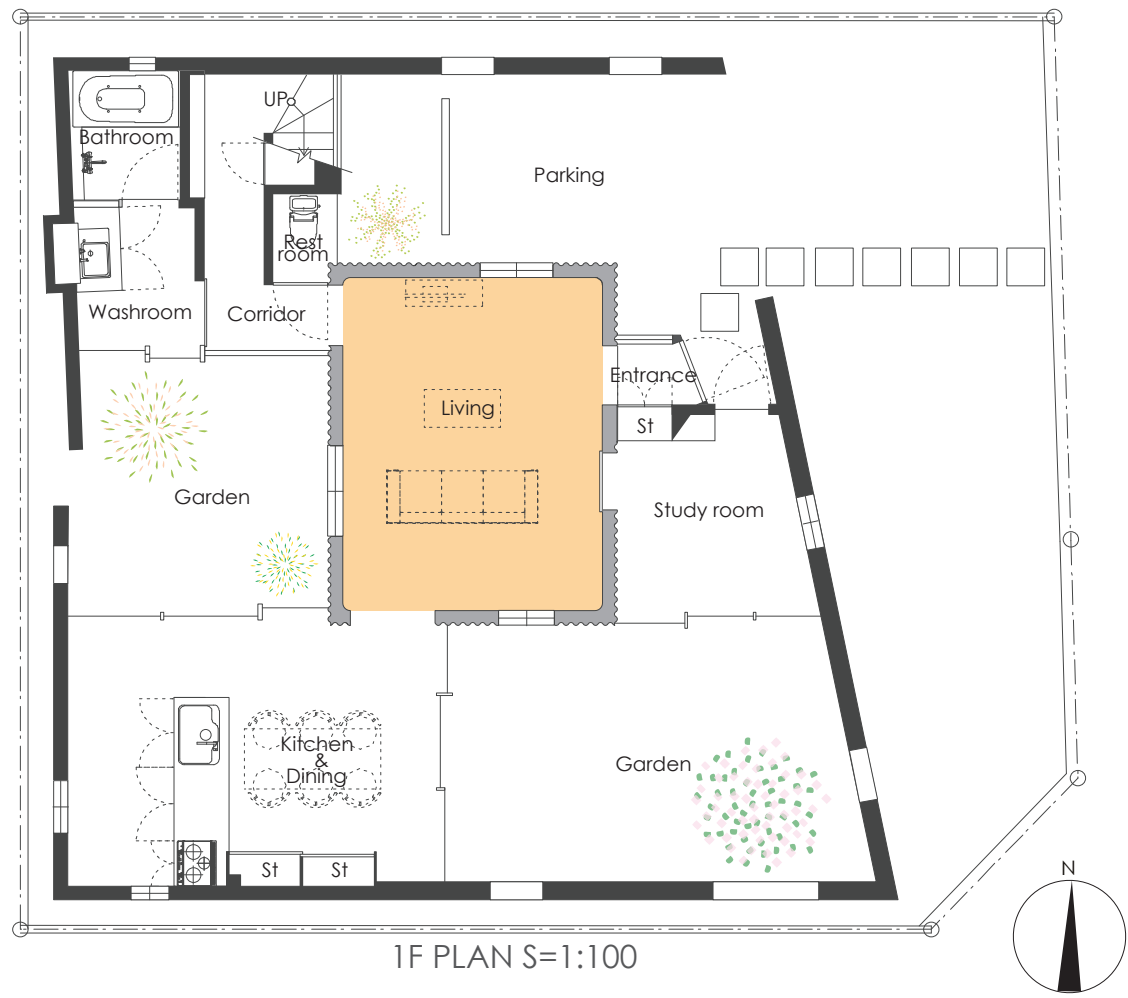 UP
Bathroom
Parking
Rest
room
Washroom
Corridor
Entrance
Living
St
Garden
Study room
Kitchen
&
Dining
Garden
St
St
N
1F PLAN S=1:100